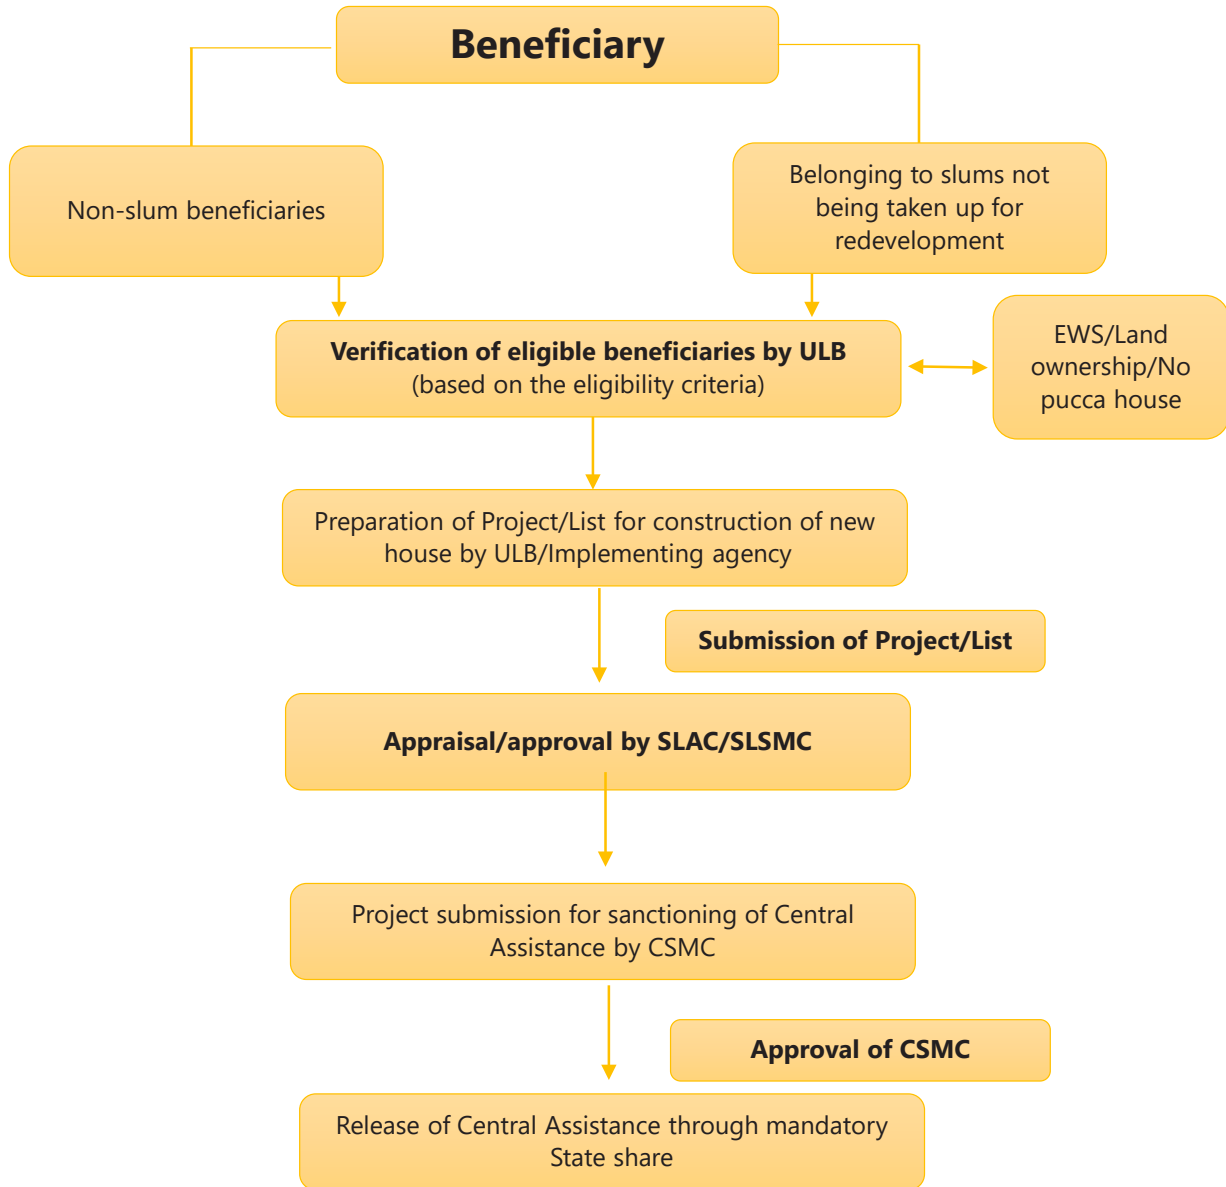 Beneficiary
Non-slum beneficiaries
Belonging to slums not
being taken up for
redevelopment
Verification of eligible beneficiaries by ULB
(based on the eligibility criteria)
EWS/Land
ownership/No
pucca house
Preparation of Project/List for construction of new
house by ULB/Implementing agency
Submission of Project/List
Appraisal/approval by SLAC/SLSMC
Project submission for sanctioning of Central
Assistance by CSMC
Approval of CSMC
Release of Central Assistance through mandatory
State share